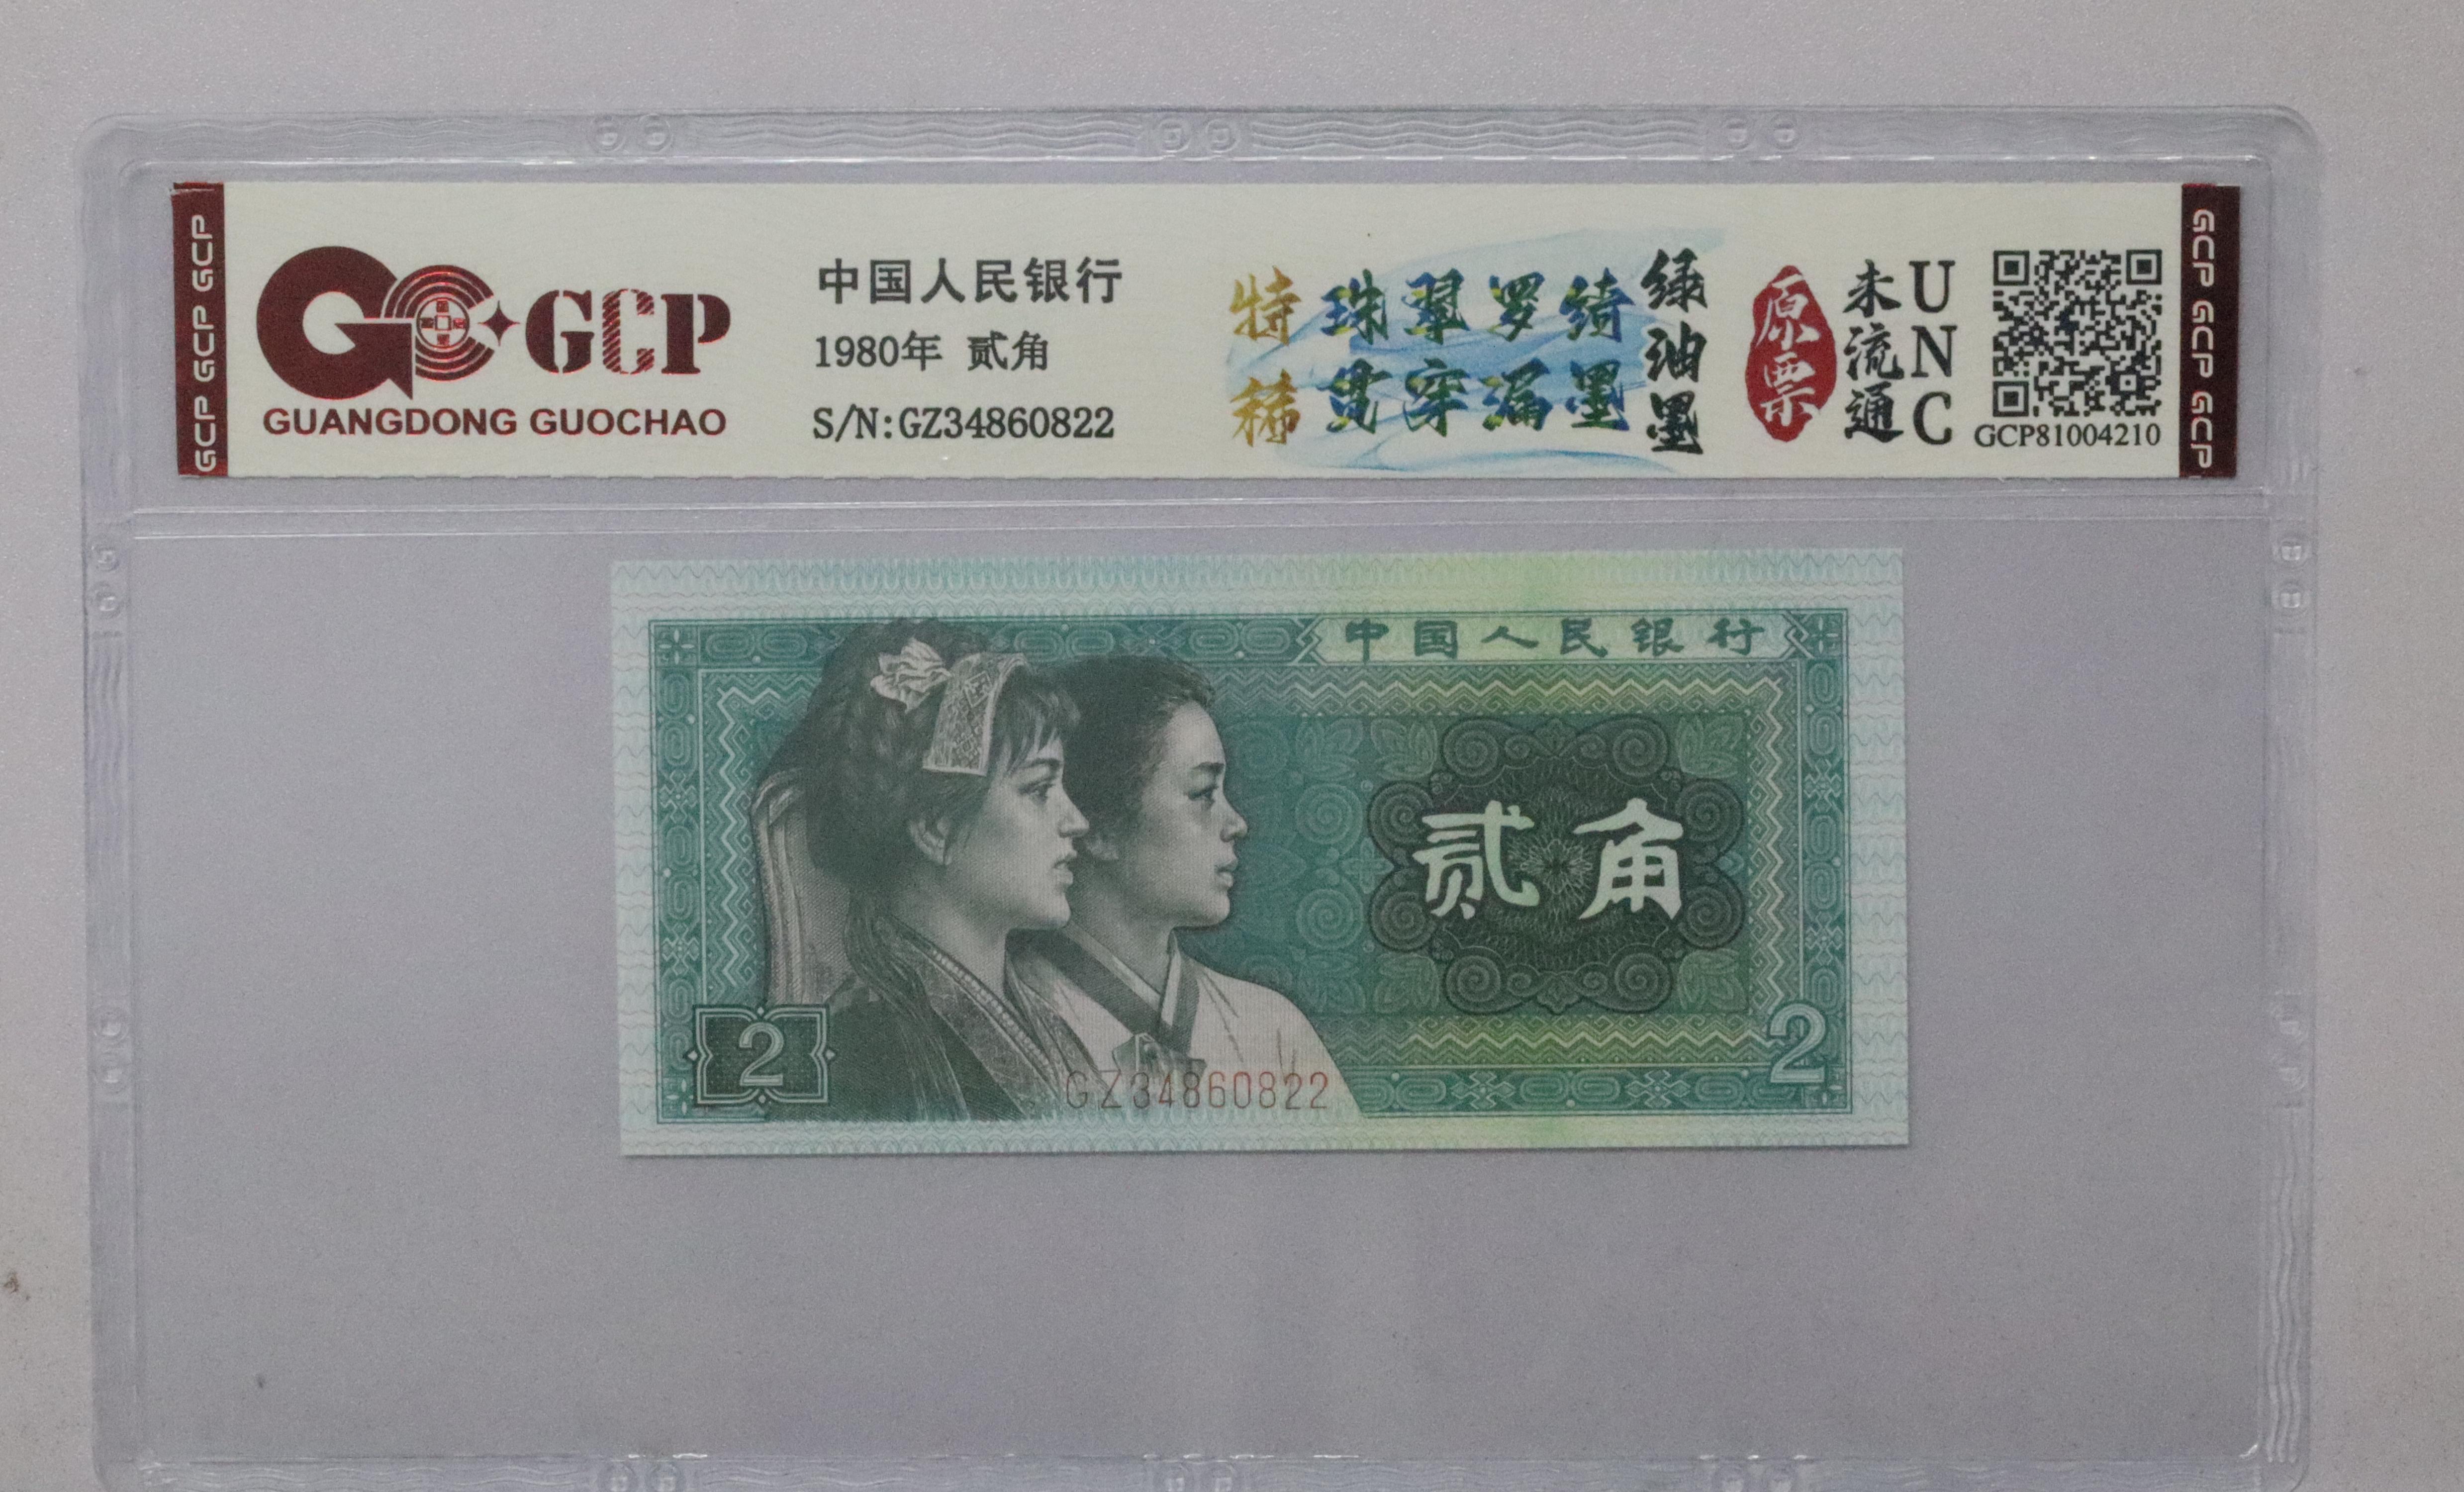 GCP GCP GCP
GCP
GUANGDONG GUOCHAO
中国人民银行
1980年 贰角
S/N:GZ34860822
特稀
珠翠罗绮
贯穿漏墨
绿油墨
原票
未流通
UNC
GCP81004210
GCP GCP GCP
中国人民银行
贰角
2
2
GZ34860822